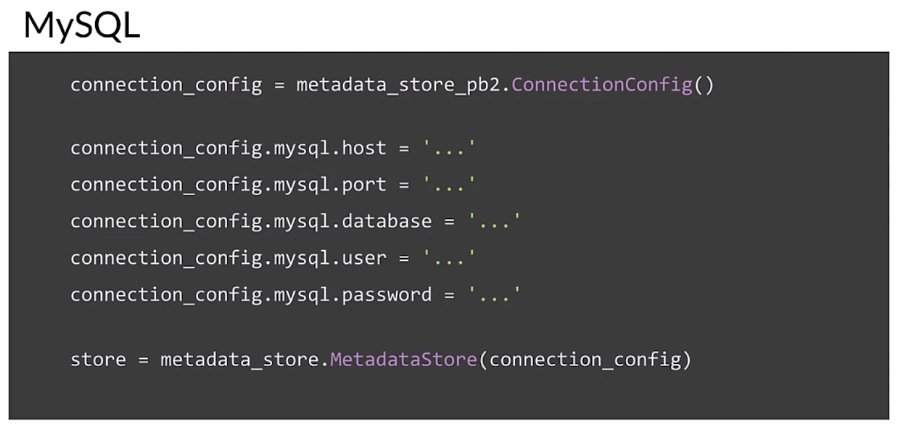 MySQL
connection_config = metadata_store_pb2.ConnectionConfig()
connection_config.mysql.host = '...'
connection_config.mysql.port = '...'
connection_config.mysql.database = '...'
connection_config.mysql.user = '...'
connection_config.mysql.password = '...'
store = metadata_store.MetadataStore(connection_config)